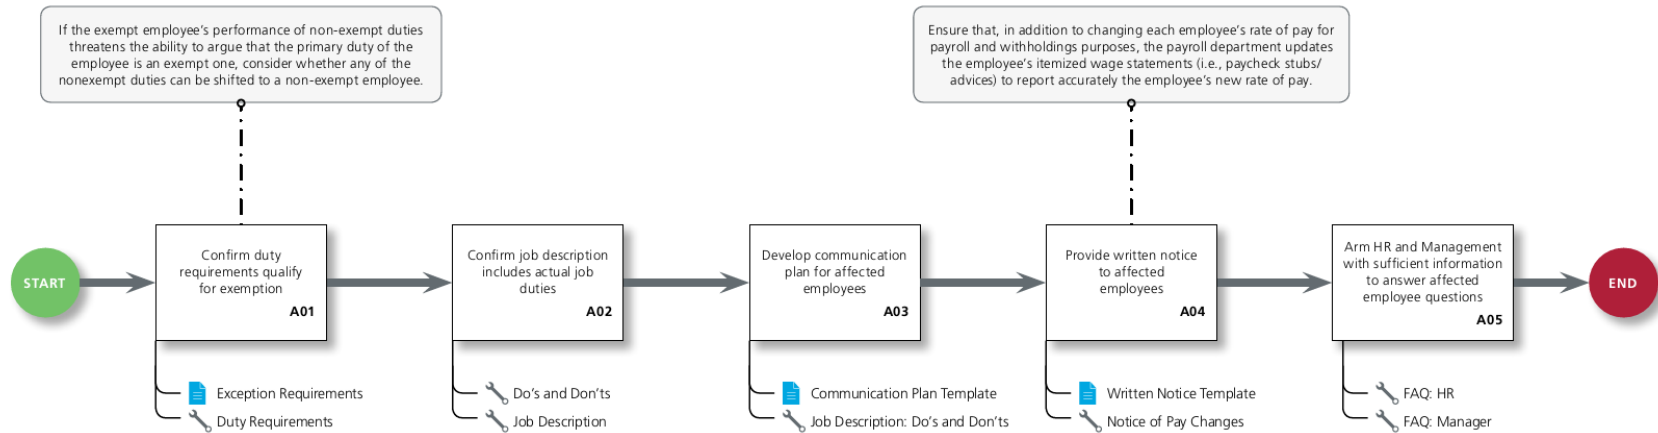 If the exempt employee's performance of non-exempt duties
threatens the ability to argue that the primary duty of the
employee is an exempt one, consider whether any of the
nonexempt duties can be shifted to a non-exempt employee.
Ensure that, in addition to changing each employee's rate of pay for
payroll and withholdings purposes, the payroll department updates
the employee's itemized wage statements (i.e., paycheck stubs/
advices) to report accurately the employee's new rate of pay.
START
Confirm duty
requirements qualify
for exemption
A01
Confirm job description
includes actual job
duties
A02
Develop communication
plan for affected
employees
A03
Provide written notice
to affected
employees
A04
Arm HR and Management
with sufficient information
to answer affected
employee questions
A05
END
Exception Requirements
Duty Requirements
Do's and Don'ts
Job Description
Communication Plan Template
Job Description: Do's and Don'ts
Written Notice Template
Notice of Pay Changes
FAQ: HR
FAQ: Manager